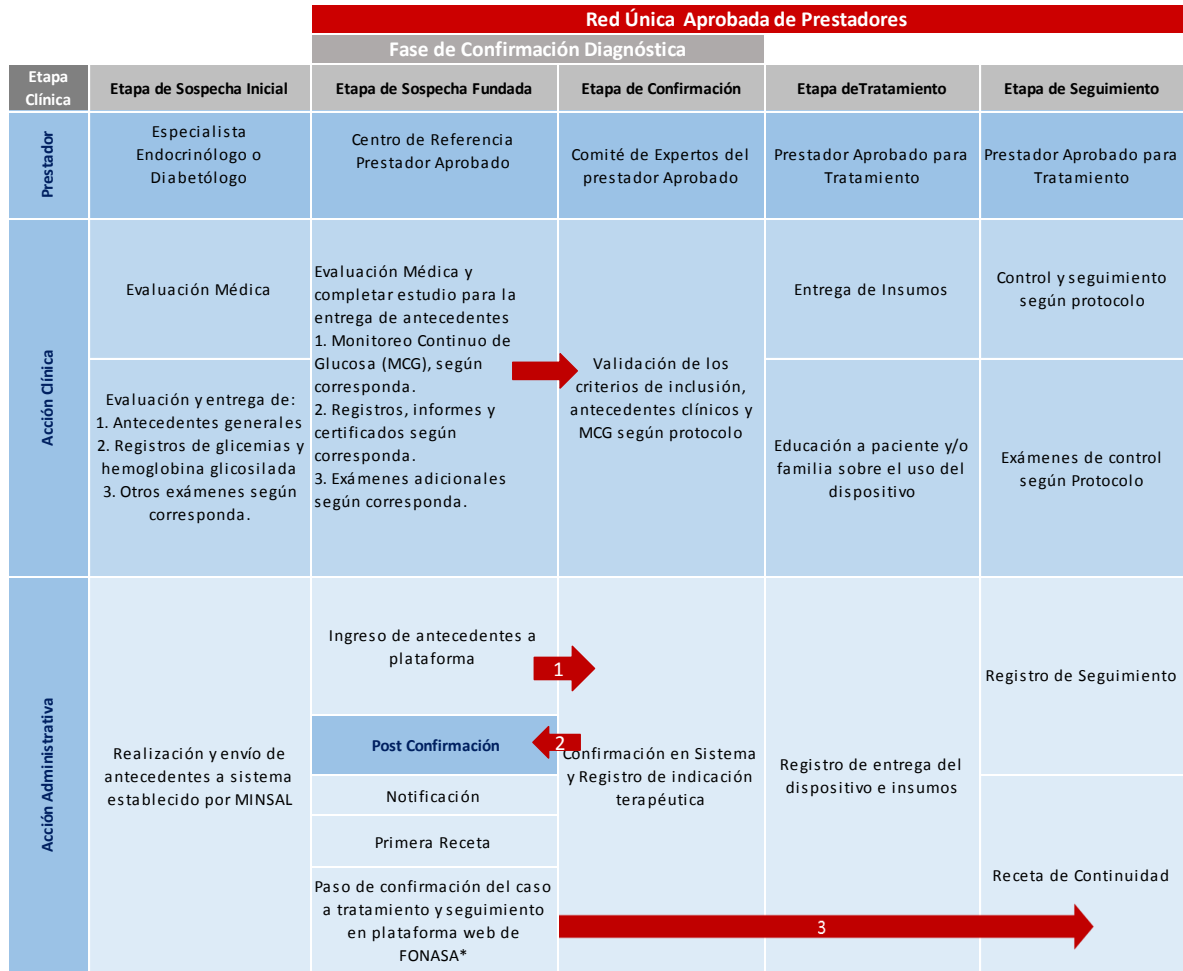 Red Única Aprobada de Prestadores
Fase de Confirmación Diagnóstica
Etapa
Clínica
Etapa de Sospecha Inicial
Etapa de Sospecha Fundada
Etapa de Confirmación
Etapa deTratamiento
Etapa de Seguimiento
Prestador
Especialista
Endocrinólogo o
Diabetólogo
Centro de Referencia
Prestador Aprobado
Comité de Expertos del
prestador Aprobado
Prestador Aprobado para
Tratamiento
Prestador Aprobado para
Tratamiento
Acción Clínica
Evaluación Médica
Evaluación y entrega de:
1. Antecedentes generales
2. Registros de glicemias y
hemoglobina glicosilada
3. Otros exámenes según
corresponda.
Evaluación Médica y
completar estudio para la
entrega de antecedentes
1. Monitoreo Continuo de
Glucosa (MCG), según
corresponda.
2. Registros, informes y
certificados según
corresponda.
3. Exámenes adicionales
según corresponda.
Validación de los
criterios de inclusión,
antecedentes clínicos y
MCG según protocolo
Entrega de Insumos
Educación a paciente y/o
familia sobre el uso del
dispositivo
Control y seguimiento
según protocolo
Exámenes de control
según Protocolo
Acción Administrativa
Realización y envío de
antecedentes a sistema
establecido por MINSAL
Ingreso de antecedentes a
plataforma
1
Post Confirmación
2
Notificación
Primera Receta
Paso de confirmación del caso
a tratamiento y seguimiento
en plataforma web de
FONASA*
Confirmación en Sistema
y Registro de indicación
terapéutica
Registro de entrega del
dispositivo e insumos
Registro de Seguimiento
Receta de Continuidad
3